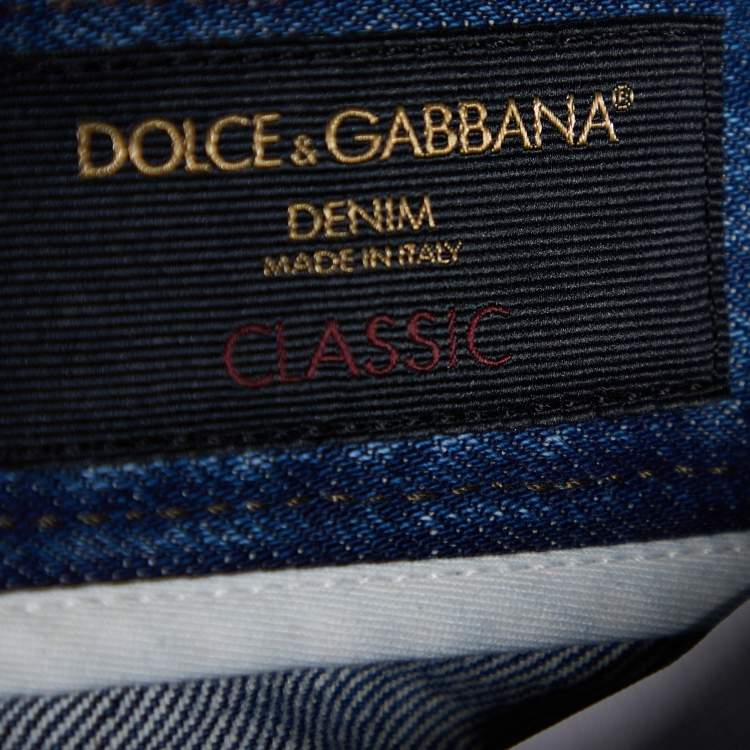 DOLCE & GABBANA®
DENIM
MADE IN ITALY
CLASSIC